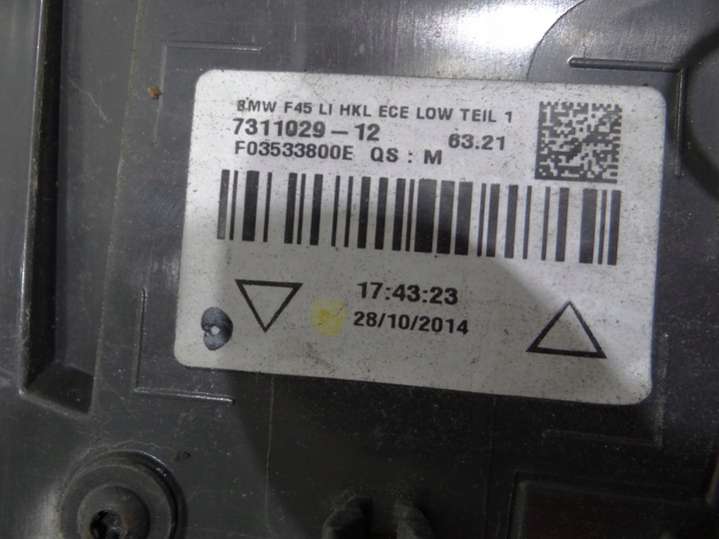 BMW F45 LI HKL ECE LOW TEIL 1
7311029-12 63.21
F03533800E QS : M
17:43:23
28/10/2014